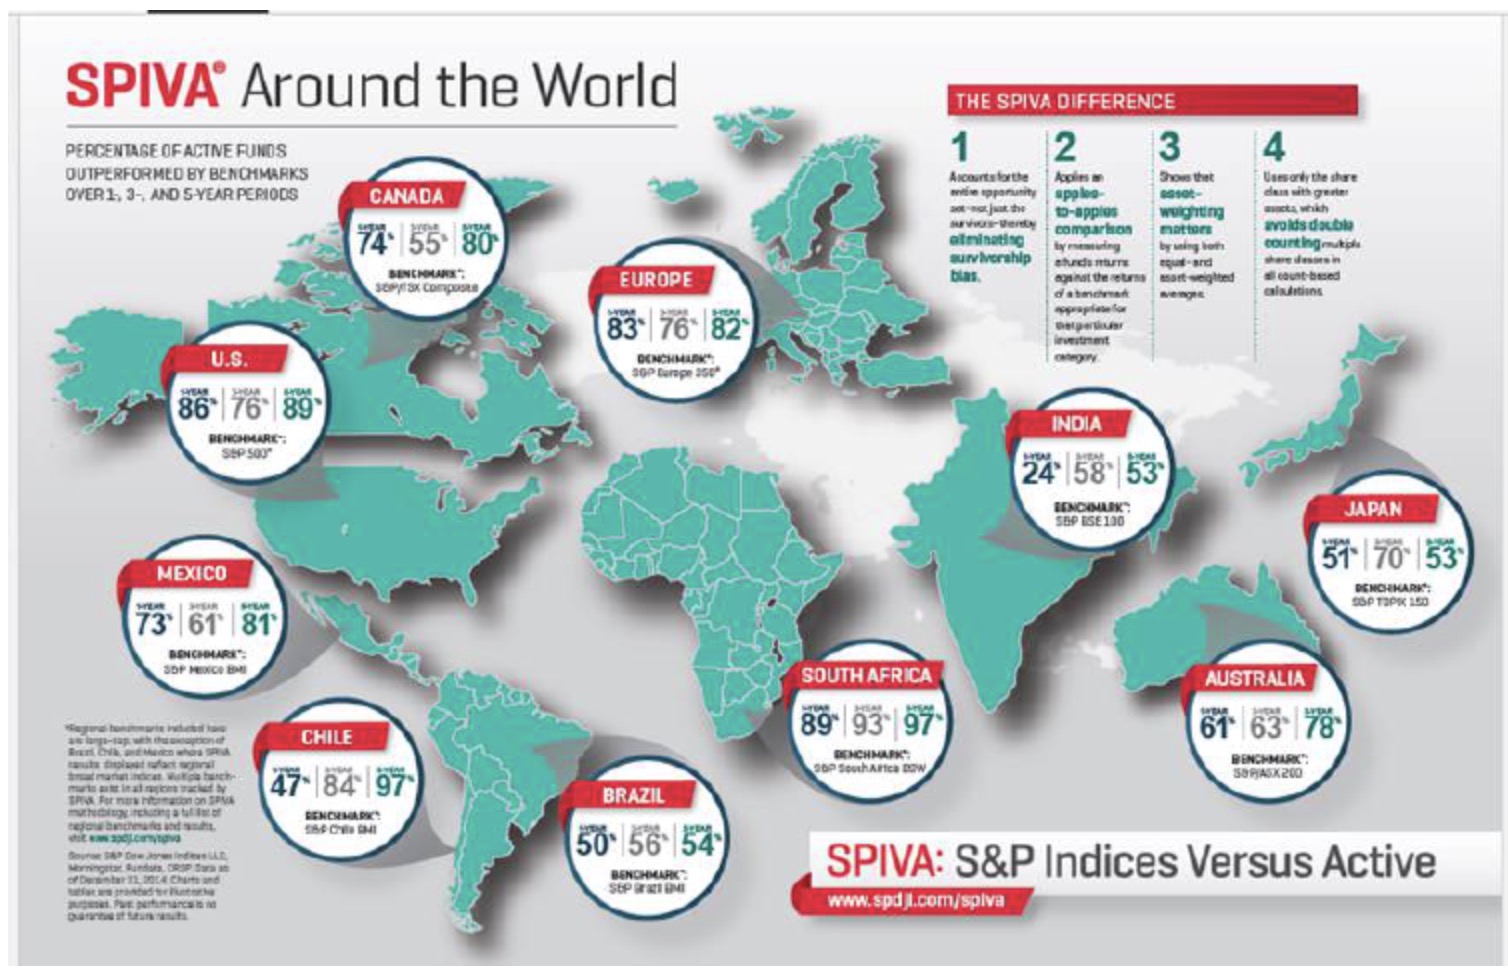 SPIVA® Around the World
PERCENTAGE OF ACTIVE FUNDS
OUTPERFORMED BY BENCHMARKS
OVER 1-, 3-, AND 5-YEAR PERIODS
THE SPIVA DIFFERENCE
1
Accounts for the
entire opportunity
set-not just the
survivors-thereby
eliminating
survivorship
bias.
2
Applies an
apples-
to-apples
comparison
by measuring
against the returns
of a benchmark
appropriate for
that particular
investment
category.
3
Shows that
asset-
weighting
matters
by using both
equal- and
asset-weighted
averages.
4
Uses only the share
class with greater
assets, which
avoids double
counting multiple
share classes in
all count-based
calculations.
CANADA
1-YEAR 3-YEAR 5-YEAR
74% 55% 80%
BENCHMARK*:
S&P/TSX Composite
EUROPE
1-YEAR 3-YEAR 5-YEAR
83% 76% 82%
BENCHMARK*:
S&P Europe 350®
U.S.
1-YEAR 3-YEAR 5-YEAR
86% 76% 89%
BENCHMARK*:
S&P 500®
INDIA
1-YEAR 3-YEAR 5-YEAR
24% 58% 53%
BENCHMARK*:
S&P BSE 100
JAPAN
1-YEAR 3-YEAR 5-YEAR
51% 70% 53%
BENCHMARK*:
S&P TOPIX 150
MEXICO
1-YEAR 3-YEAR 5-YEAR
73% 61% 81%
BENCHMARK*:
S&P Mexico BMI
SOUTH AFRICA
1-YEAR 3-YEAR 5-YEAR
89% 93% 97%
BENCHMARK*:
S&P South Africa DSW
AUSTRALIA
1-YEAR 3-YEAR 5-YEAR
61% 63% 78%
BENCHMARK*:
S&P/ASX 200
CHILE
1-YEAR 3-YEAR 5-YEAR
47% 84% 97%
BENCHMARK*:
S&P Chile BMI
BRAZIL
1-YEAR 3-YEAR 5-YEAR
50% 56% 54%
BENCHMARK*:
S&P Brazil BMI
*Regional benchmarks included here
are large-cap, with the exception of
Brazil, Chile, and Mexico where SPIVA
results displayed reflect regional
broad market indices. Multiple bench-
marks exist in all regions tracked by
SPIVA. For more information on SPIVA
methodology, including a full list of
regional benchmarks and results,
visit www.spdji.com/spiva
Source: S&P Dow Jones Indices LLC,
Morningstar, Fundata, CRSP. Data as
of December 31, 2014. Charts and
tables are provided for illustrative
purposes. Past performance is no
guarantee of future results.
SPIVA: S&P Indices Versus Active
www.spdji.com/spiva